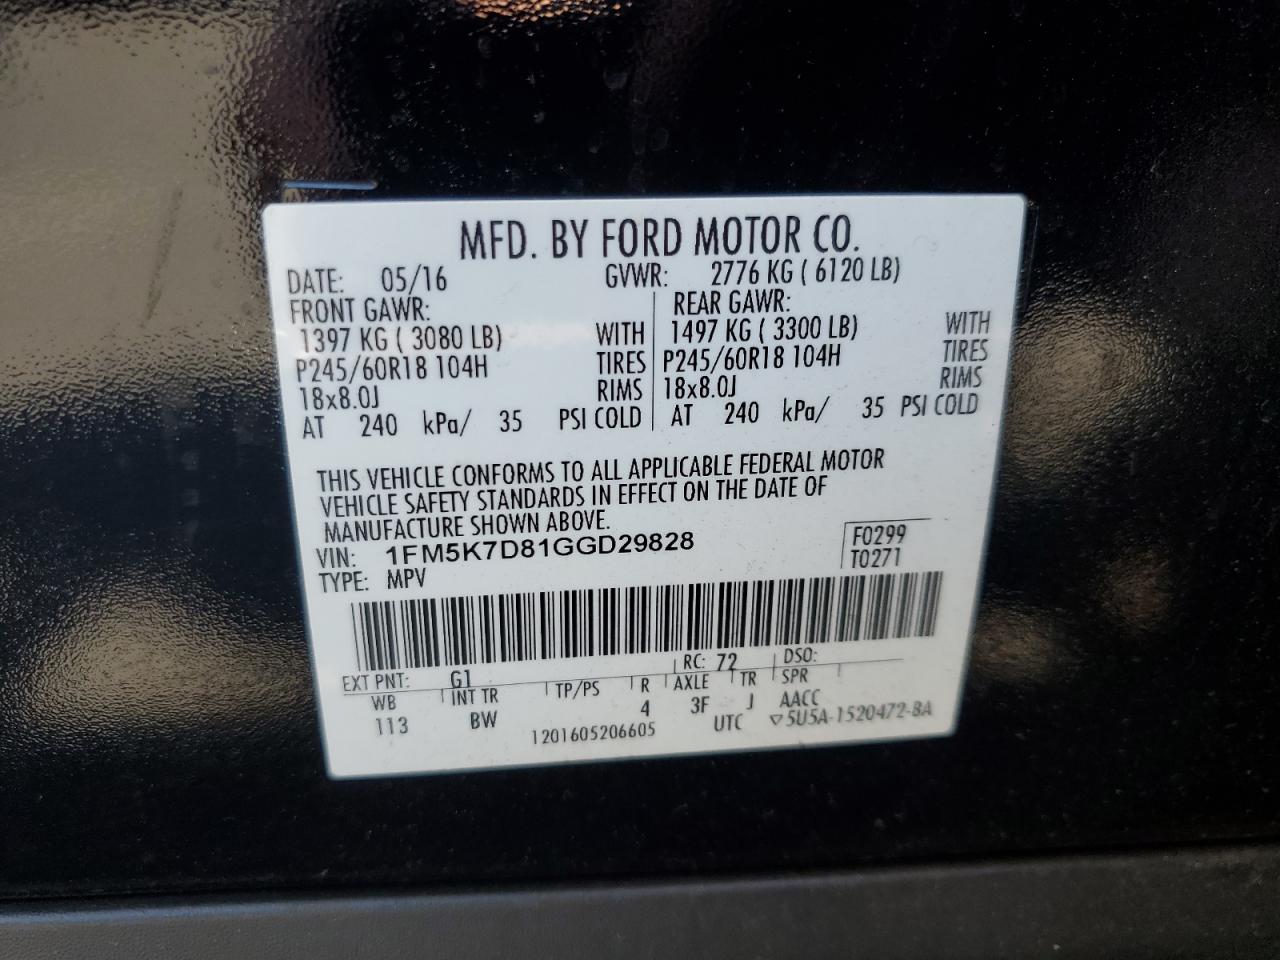 MFD. BY FORD MOTOR CO.
DATE: 05/16 GVWR: 2776 KG ( 6120 LB)
FRONT GAWR: REAR GAWR:
1397 KG ( 3080 LB) WITH 1497 KG ( 3300 LB) WITH
P245/60R18 104H TIRES P245/60R18 104H TIRES
18x8.0J RIMS 18x8.0J RIMS
AT 240 kPa/ 35 PSI COLD AT 240 kPa/ 35 PSI COLD
THIS VEHICLE CONFORMS TO ALL APPLICABLE FEDERAL MOTOR
VEHICLE SAFETY STANDARDS IN EFFECT ON THE DATE OF
MANUFACTURE SHOWN ABOVE.
VIN: 1FM5K7D81GGD29828 F0299
TYPE: MPV T0271
EXT PNT: G1 RC: 72 DSO:
WB INT TR TP/PS R AXLE TR SPR
113 BW 4 3F J AACC
1201605206605 UTC ▽5U5A-1520472-BA